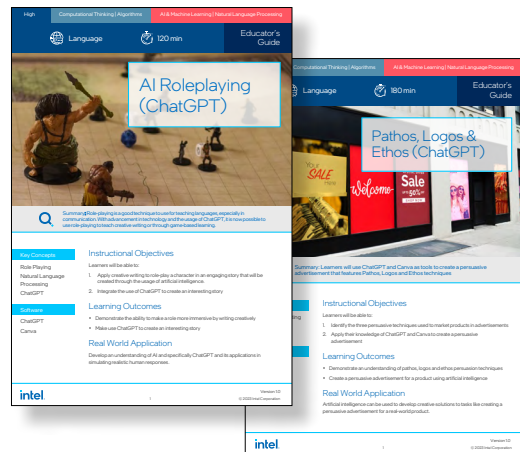 High
Computational Thinking | Algorithms
AI & Machine Learning | Natural Language Processing
Language
120 min
Educator's
Guide
AI Roleplaying
(ChatGPT)
Summary: Role-playing is a good technique to use for teaching languages, especially in
communication. With advancement in technology and the usage of ChatGPT, it is now possible to
use role-playing to teach creative writing or through game-based learning.
Key Concepts
Role Playing
Natural Language
Processing
ChatGPT
Software
ChatGPT
Canva
Instructional Objectives
Learners will be able to:
1. Apply creative writing to role-play a character in an engaging story that will be
created through the usage of artificial intelligence.
2. Integrate the use of ChatGPT to create an interesting story
Learning Outcomes
• Demonstrate the ability to make a role more immersive by writing creatively
• Make use ChatGPT to create an interesting story
Real World Application
Develop an understanding of AI and specifically ChatGPT and its applications in
simulating realistic human responses.
intel
1
Version 1.0
© 2023 Intel Corporation
Computational Thinking | Algorithms
AI & Machine Learning | Natural Language Processing
Language
180 min
Educator's
Guide
Pathos, Logos &
Ethos (ChatGPT)
Your
SALE
Here
Welcome
Sale
Summary: Learners will use ChatGPT and Canva as tools to create a persuasive
advertisement that features Pathos, Logos and Ethos techniques
Instructional Objectives
Learners will be able to:
1. Identify the three persuasive techniques used to market products in advertisements
2. Apply their knowledge of ChatGPT and Canva to create a persuasive
advertisement
Learning Outcomes
• Demonstrate an understanding of pathos, logos and ethos persuasion techniques
• Create a persuasive advertisement for a product using artificial intelligence
Real World Application
Artificial intelligence can be used to develop creative solutions to tasks like creating a
persuasive advertisement for a real-world product.
intel
1
Version 1.0
© 2023 Intel Corporation